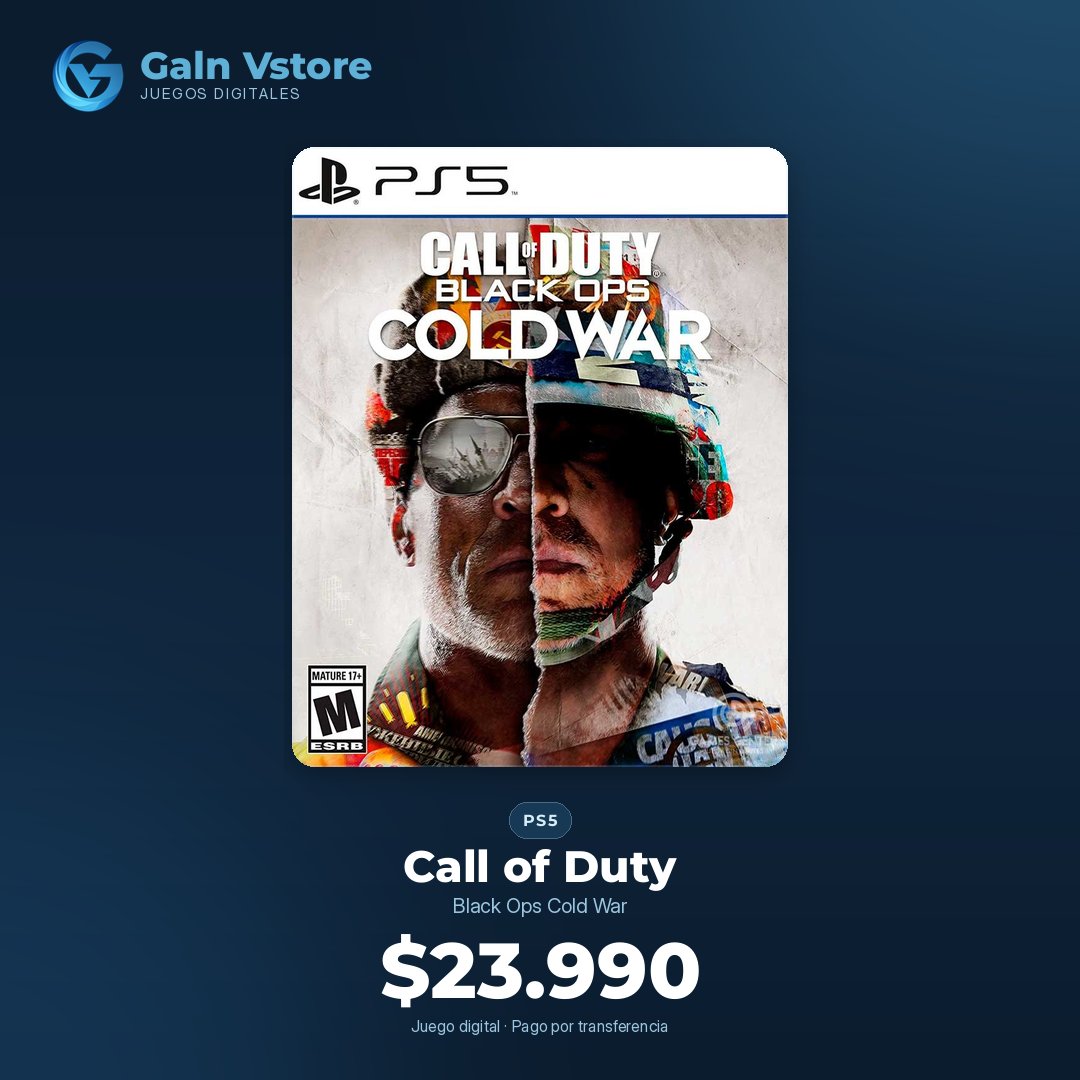 GaIn Vstore
JUEGOS DIGITALES
PS5
CALL OF DUTY
BLACK OPS
COLD WAR
MATURE 17+
M
ESRB
PS5
Call of Duty
Black Ops Cold War
$23.990
Juego digital · Pago por transferencia